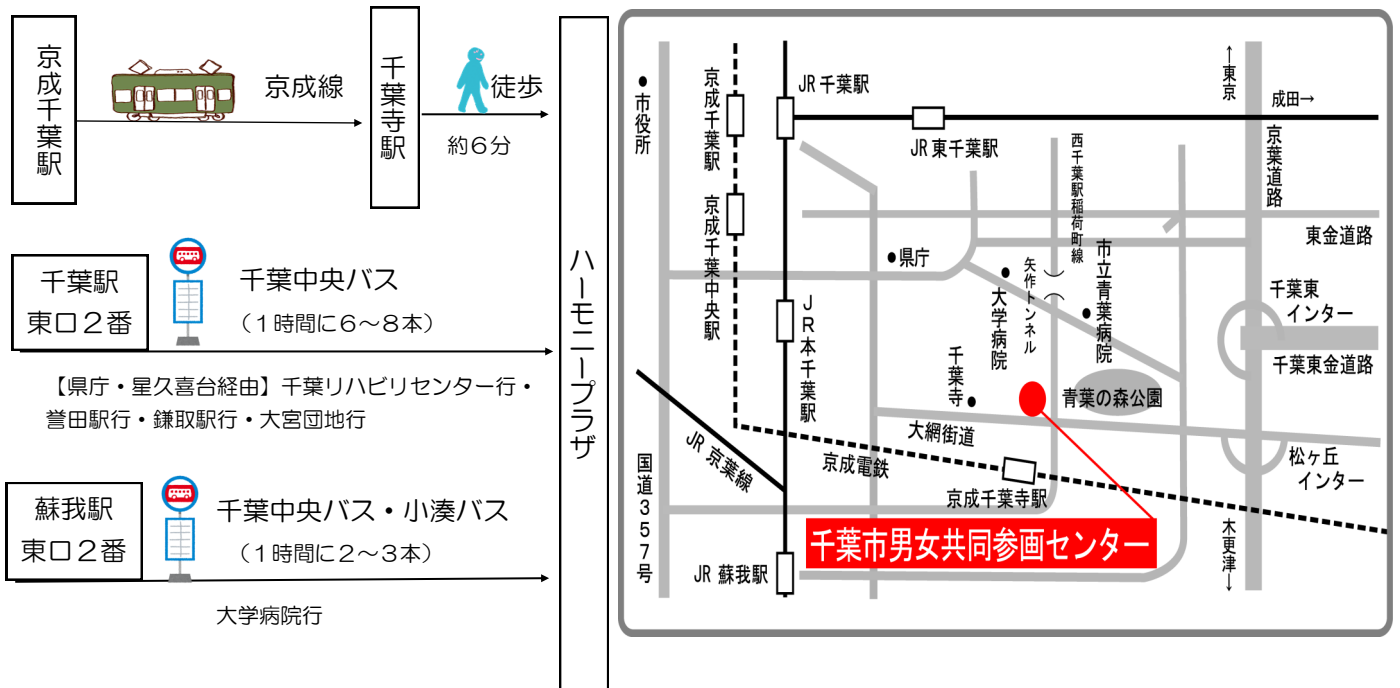 京成千葉駅
京成線
千葉寺駅
徒歩
約6分
千葉駅
東口2番
千葉中央バス
(1時間に6~8本)
【県庁・星久喜台経由】千葉リハビリセンター行・
誉田駅行・鎌取駅行・大宮団地行
蘇我駅
東口2番
千葉中央バス・小湊バス
(1時間に2~3本)
大学病院行
ハーモニープラザ
市役所
京成千葉駅
JR千葉駅
JR東千葉駅
西千葉駅稲荷町線
←東京
成田→
京葉道路
東金道路
京成千葉中央駅
県庁
大学病院
矢作トンネル
市立青葉病院
千葉東
インター
千葉東金道路
JR本千葉駅
千葉寺
青葉の森公園
大網街道
JR京葉線
京成電鉄
京成千葉寺駅
松ヶ丘
インター
国道357号
千葉市男女共同参画センター
JR蘇我駅
木更津→